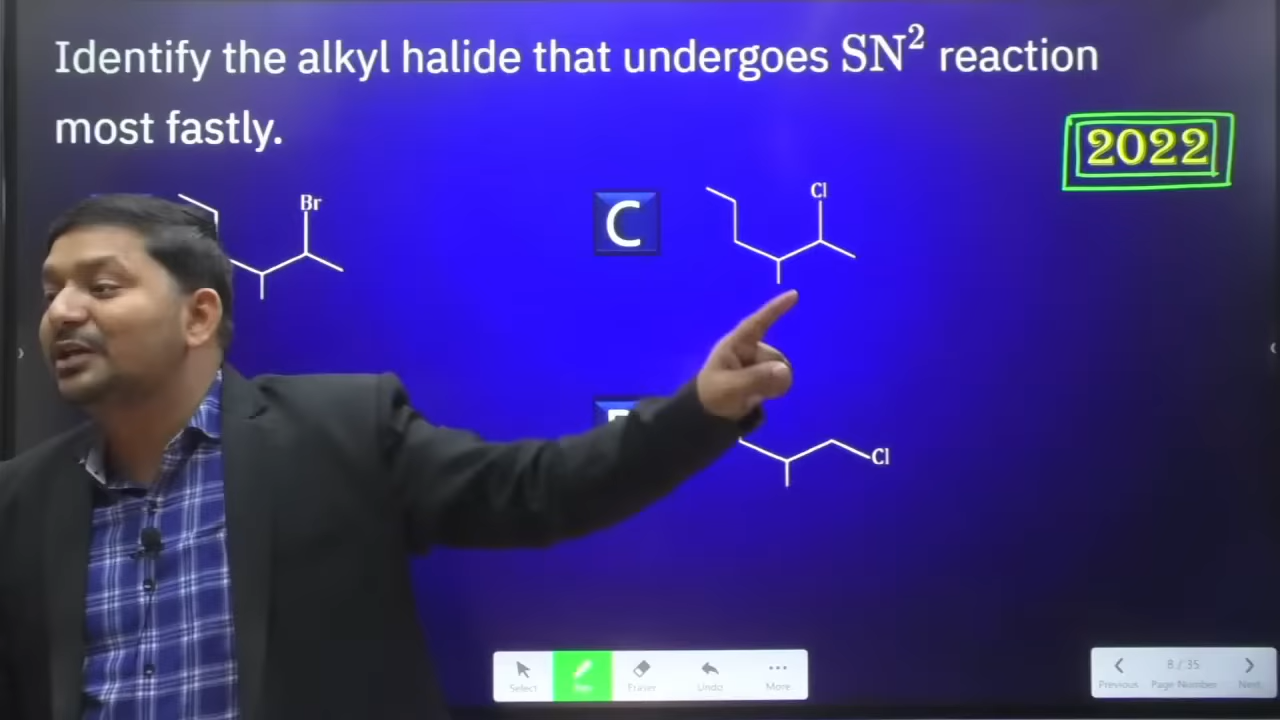 Identify the alkyl halide that undergoes SN² reaction
most fastly.
2022
Br
C
Cl
Cl
Select
Pen
Eraser
Undo
More
8 / 35
Previous
Page Number
Next